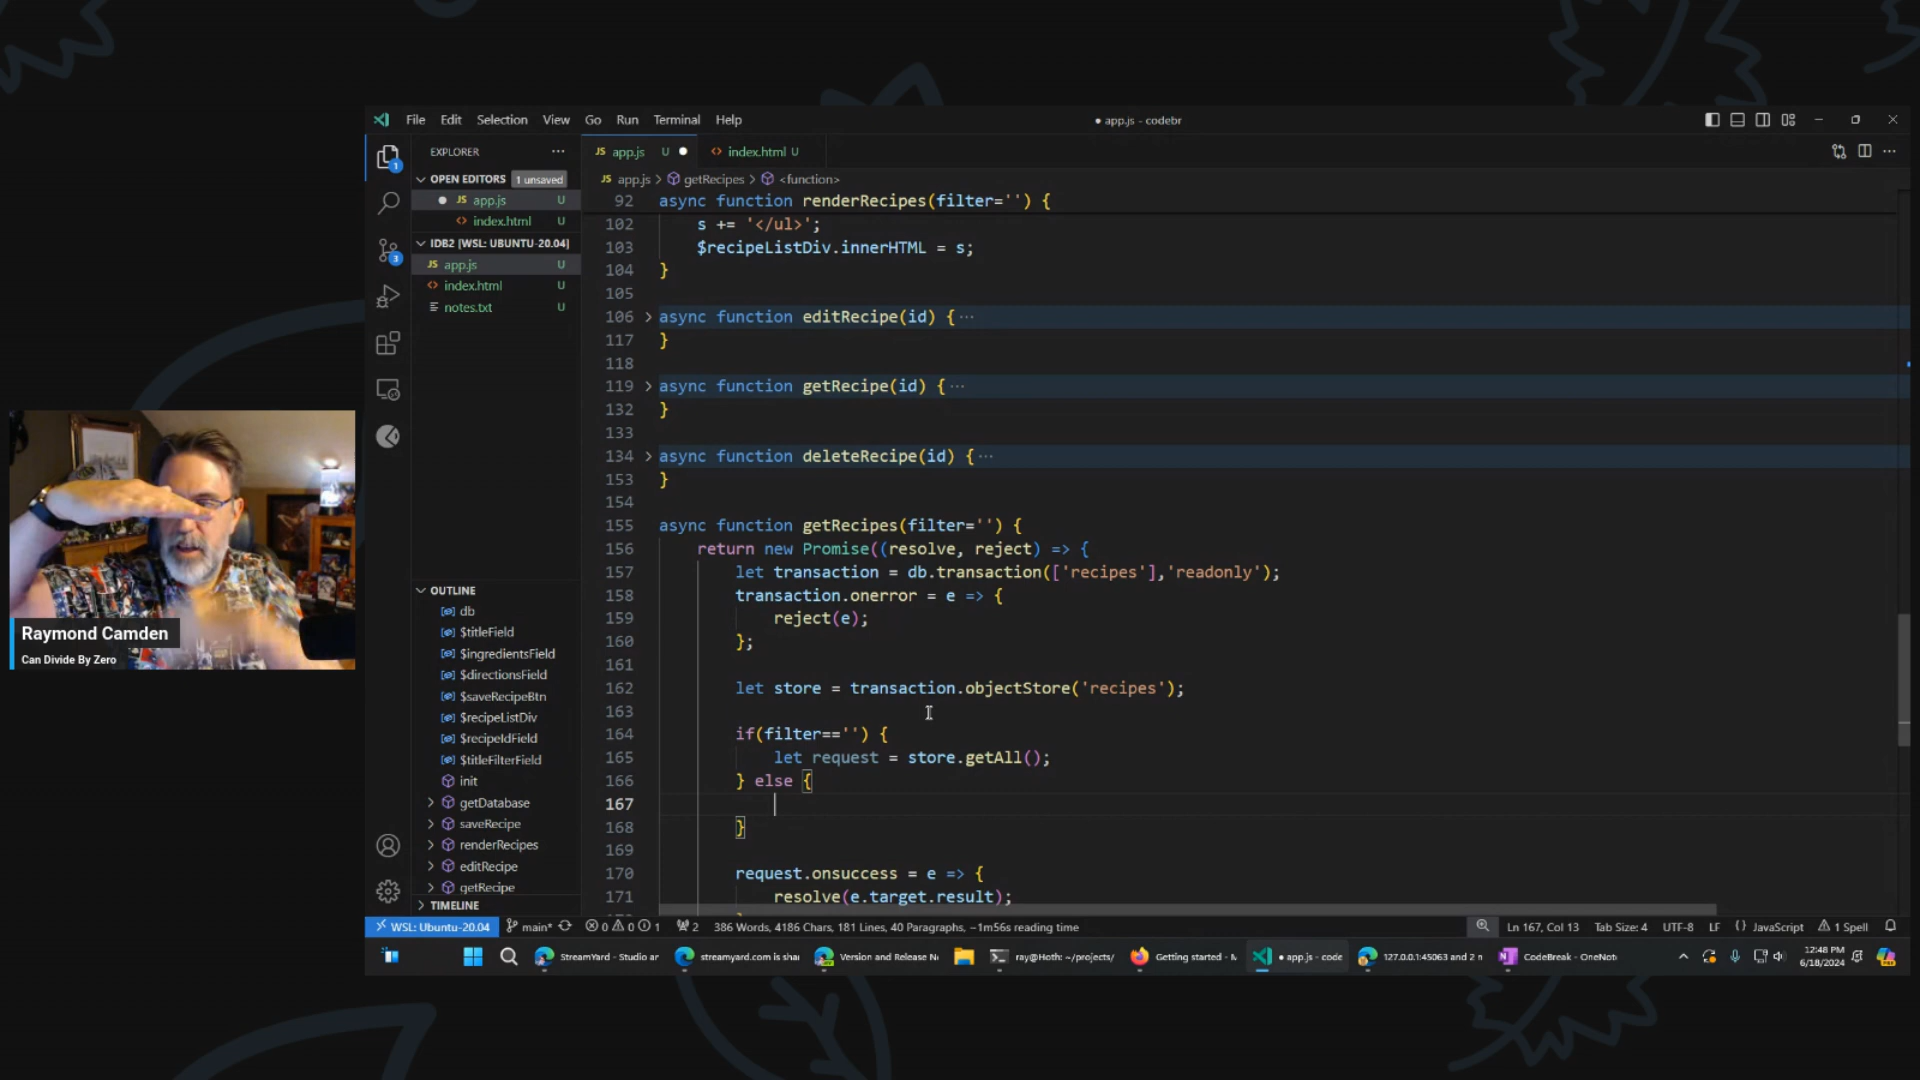 File Edit Selection View Go Run Terminal Help
● app.js - codebr
EXPLORER ···
JS app.js U ●
<> index.html U
···
OPEN EDITORS 1 unsaved
● JS app.js U
<> index.html U
IDB2 [WSL: UBUNTU-20.04]
JS app.js U
<> index.html U
notes.txt U
1
3
JS app.js > getRecipes > <function>
92 async function renderRecipes(filter='') {
102 s += '</ul>';
103 $recipeListDiv.innerHTML = s;
104 }
105
106 > async function editRecipe(id) {···
117 }
118
119 > async function getRecipe(id) {···
132 }
133
134 > async function deleteRecipe(id) {···
153 }
154
155 async function getRecipes(filter='') {
156 return new Promise((resolve, reject) => {
157 let transaction = db.transaction(['recipes'],'readonly');
158 transaction.onerror = e => {
159 reject(e);
160 };
161
162 let store = transaction.objectStore('recipes');
163
164 if(filter=='') {
165 let request = store.getAll();
166 } else {
167
168 }
169
170 request.onsuccess = e => {
171 resolve(e.target.result);
OUTLINE
db
$titleField
$ingredientsField
$directionsField
$saveRecipeBtn
$recipeListDiv
$recipeIdField
$titleFilterField
init
> getDatabase
> saveRecipe
> renderRecipes
> editRecipe
> getRecipe
TIMELINE
Raymond Camden
Can Divide By Zero
WSL: Ubuntu-20.04 main* 0 0 1 2 386 Words, 4186 Chars, 181 Lines, 40 Paragraphs, ~1m56s reading time Ln 167, Col 13 Tab Size: 4 UTF-8 LF {} JavaScript 1 Spell
StreamYard - Studio ar streamyard.com is sha Version and Release N ray@Hoth: ~/projects/ Getting started - ● app.js - code 127.0.0.1:45063 and 2 CodeBreak - OneNot 12:48 PM
6/18/2024